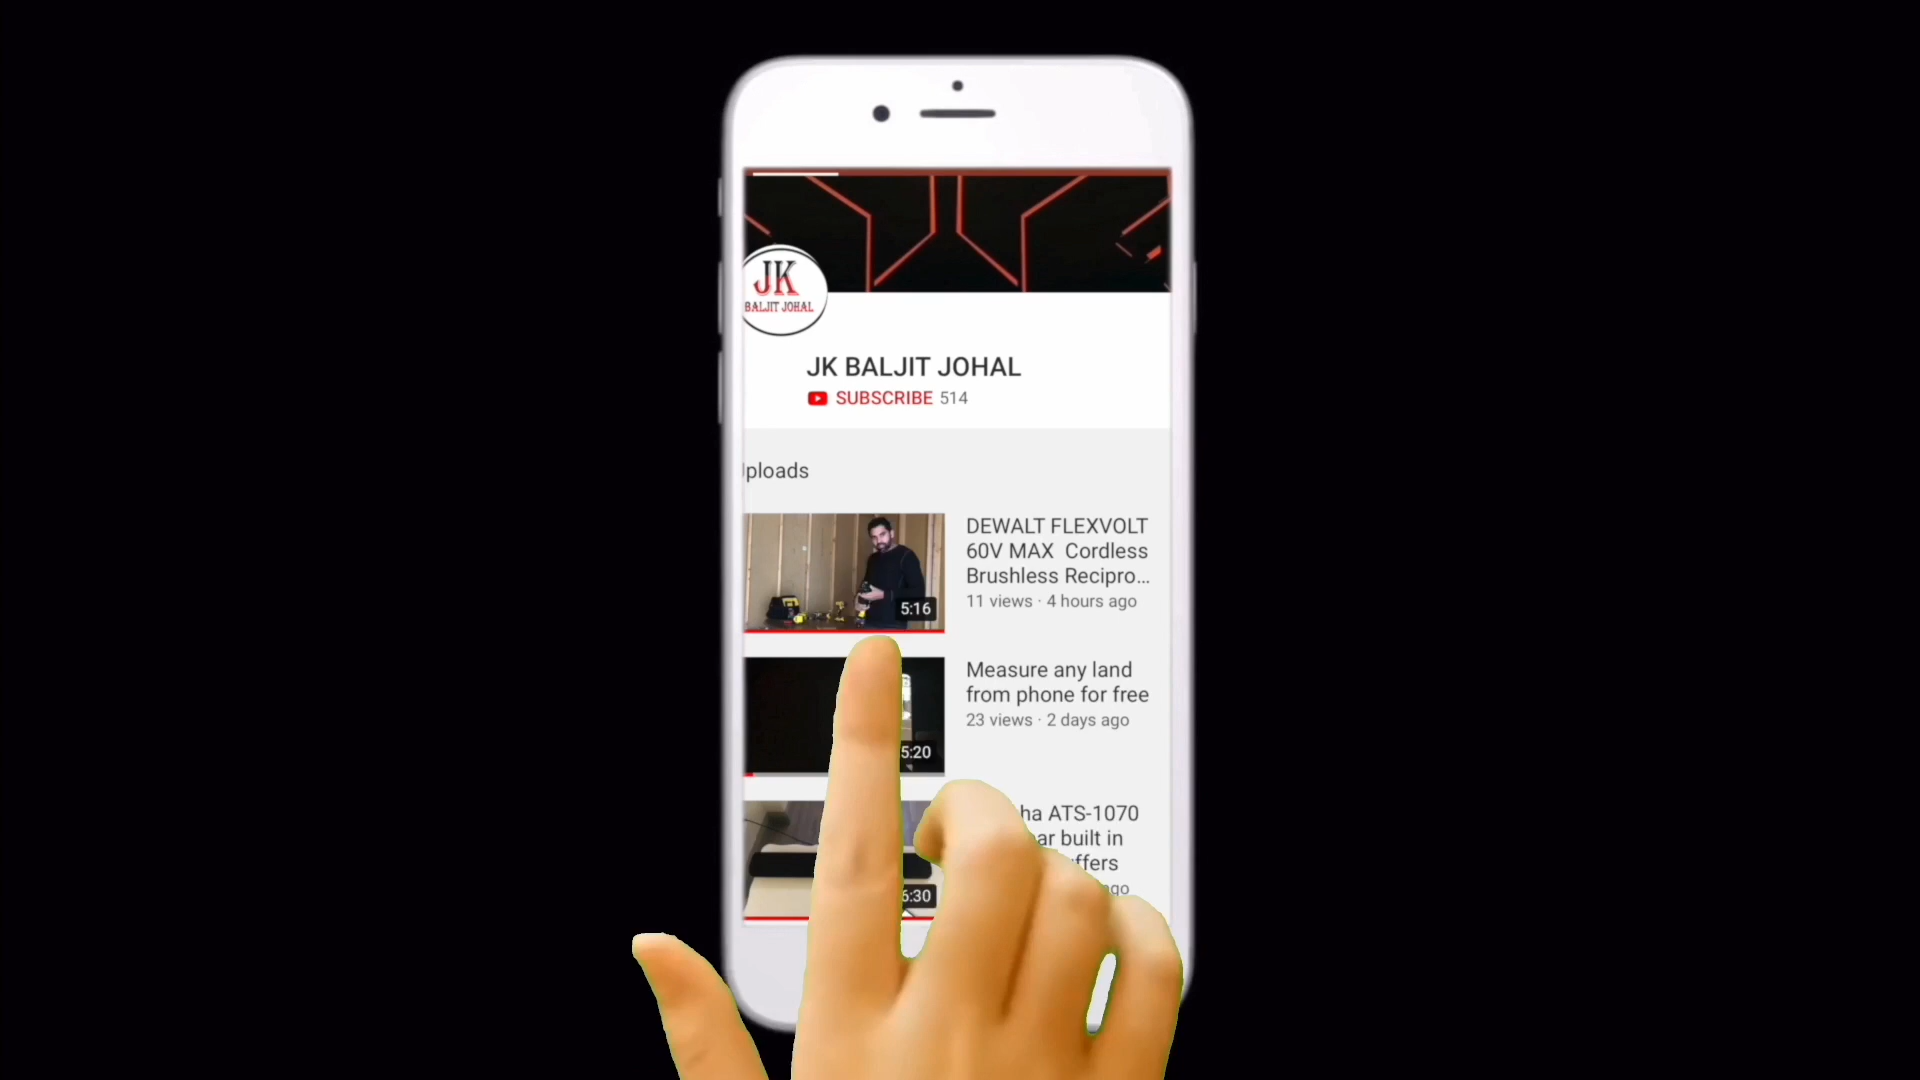 JK
BALJIT JOHAL
JK BALJIT JOHAL
SUBSCRIBE 514
ploads
DEWALT FLEXVOLT
60V MAX Cordless
Brushless Recipro...
11 views · 4 hours ago
5:16
Measure any land
from phone for free
23 views · 2 days ago
5:20
ha ATS-1070
ar built in
ffers
ago
6:30